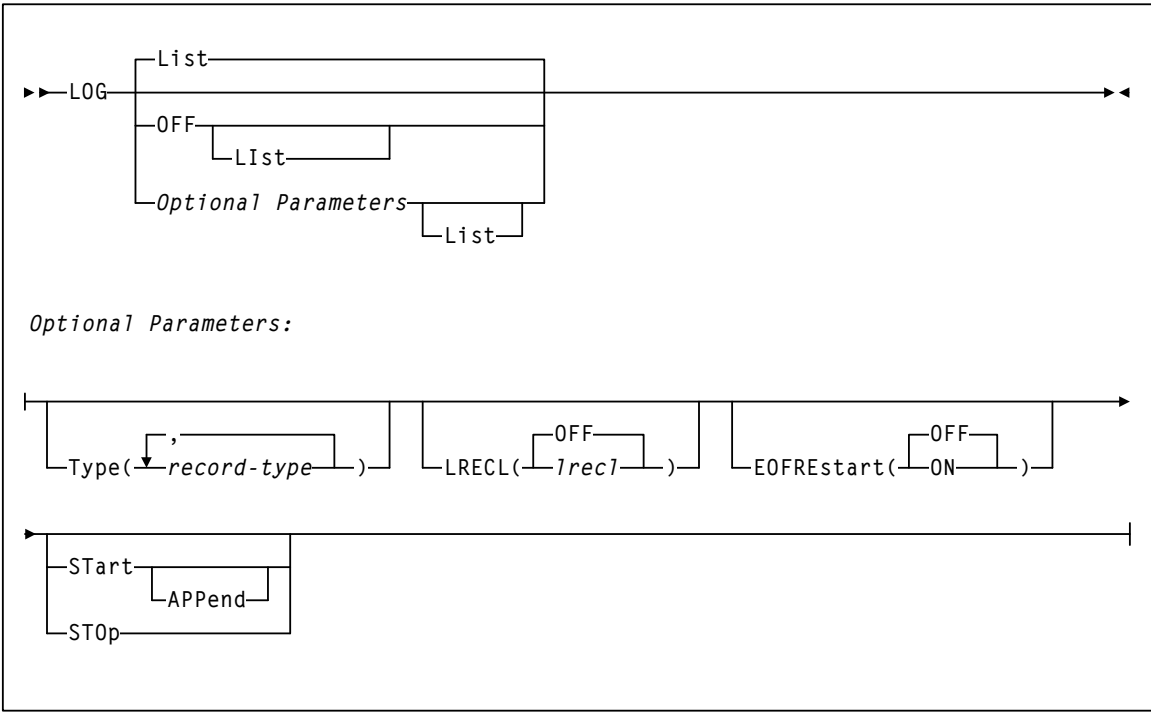 List
LOG
OFF
LIst
Optional Parameters
List
Optional Parameters:
, OFF OFF
Type( record-type ) LRECL( lrecl ) EOFREstart( ON )
STart
APPend
STOp